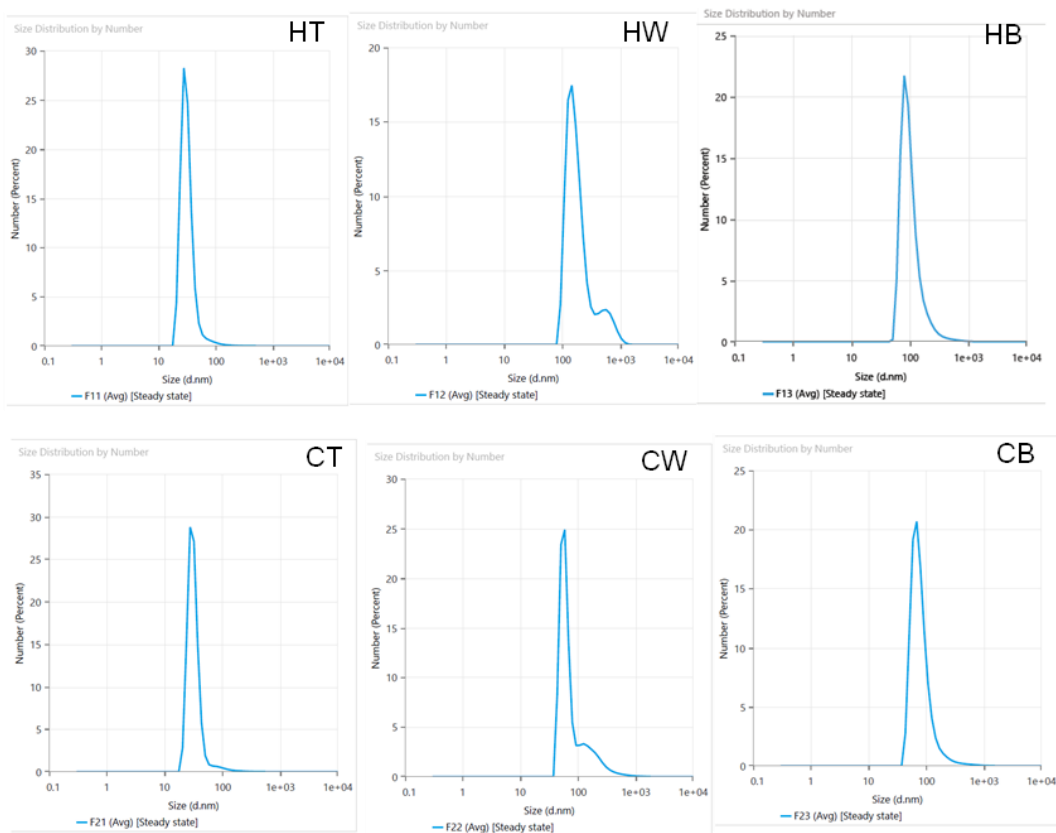 Size Distribution by Number
HT
30
25
20
15
10
5
0
Number (Percent)
0.1 1 10 100 1e+03 1e+04
Size (d.nm)
F11 (Avg) [Steady state]
Size Distribution by Number
HW
20
15
10
5
0
Number (Percent)
0.1 1 10 100 1e+03 1e+04
Size (d.nm)
F12 (Avg) [Steady state]
Size Distribution by Number
HB
25
20
15
10
5
0
Number (Percent)
0.1 1 10 100 1e+03 1e+04
Size (d.nm)
F13 (Avg) [Steady state]
Size Distribution by Number
CT
35
30
25
20
15
10
5
0
Number (Percent)
0.1 1 10 100 1e+03 1e+04
Size (d.nm)
F21 (Avg) [Steady state]
Size Distribution by Number
CW
30
25
20
15
10
5
0
Number (Percent)
0.1 1 10 100 1e+03 1e+04
Size (d.nm)
F22 (Avg) [Steady state]
Size Distribution by Number
CB
25
20
15
10
5
0
Number (Percent)
0.1 1 10 100 1e+03 1e+04
Size (d.nm)
F23 (Avg) [Steady state]